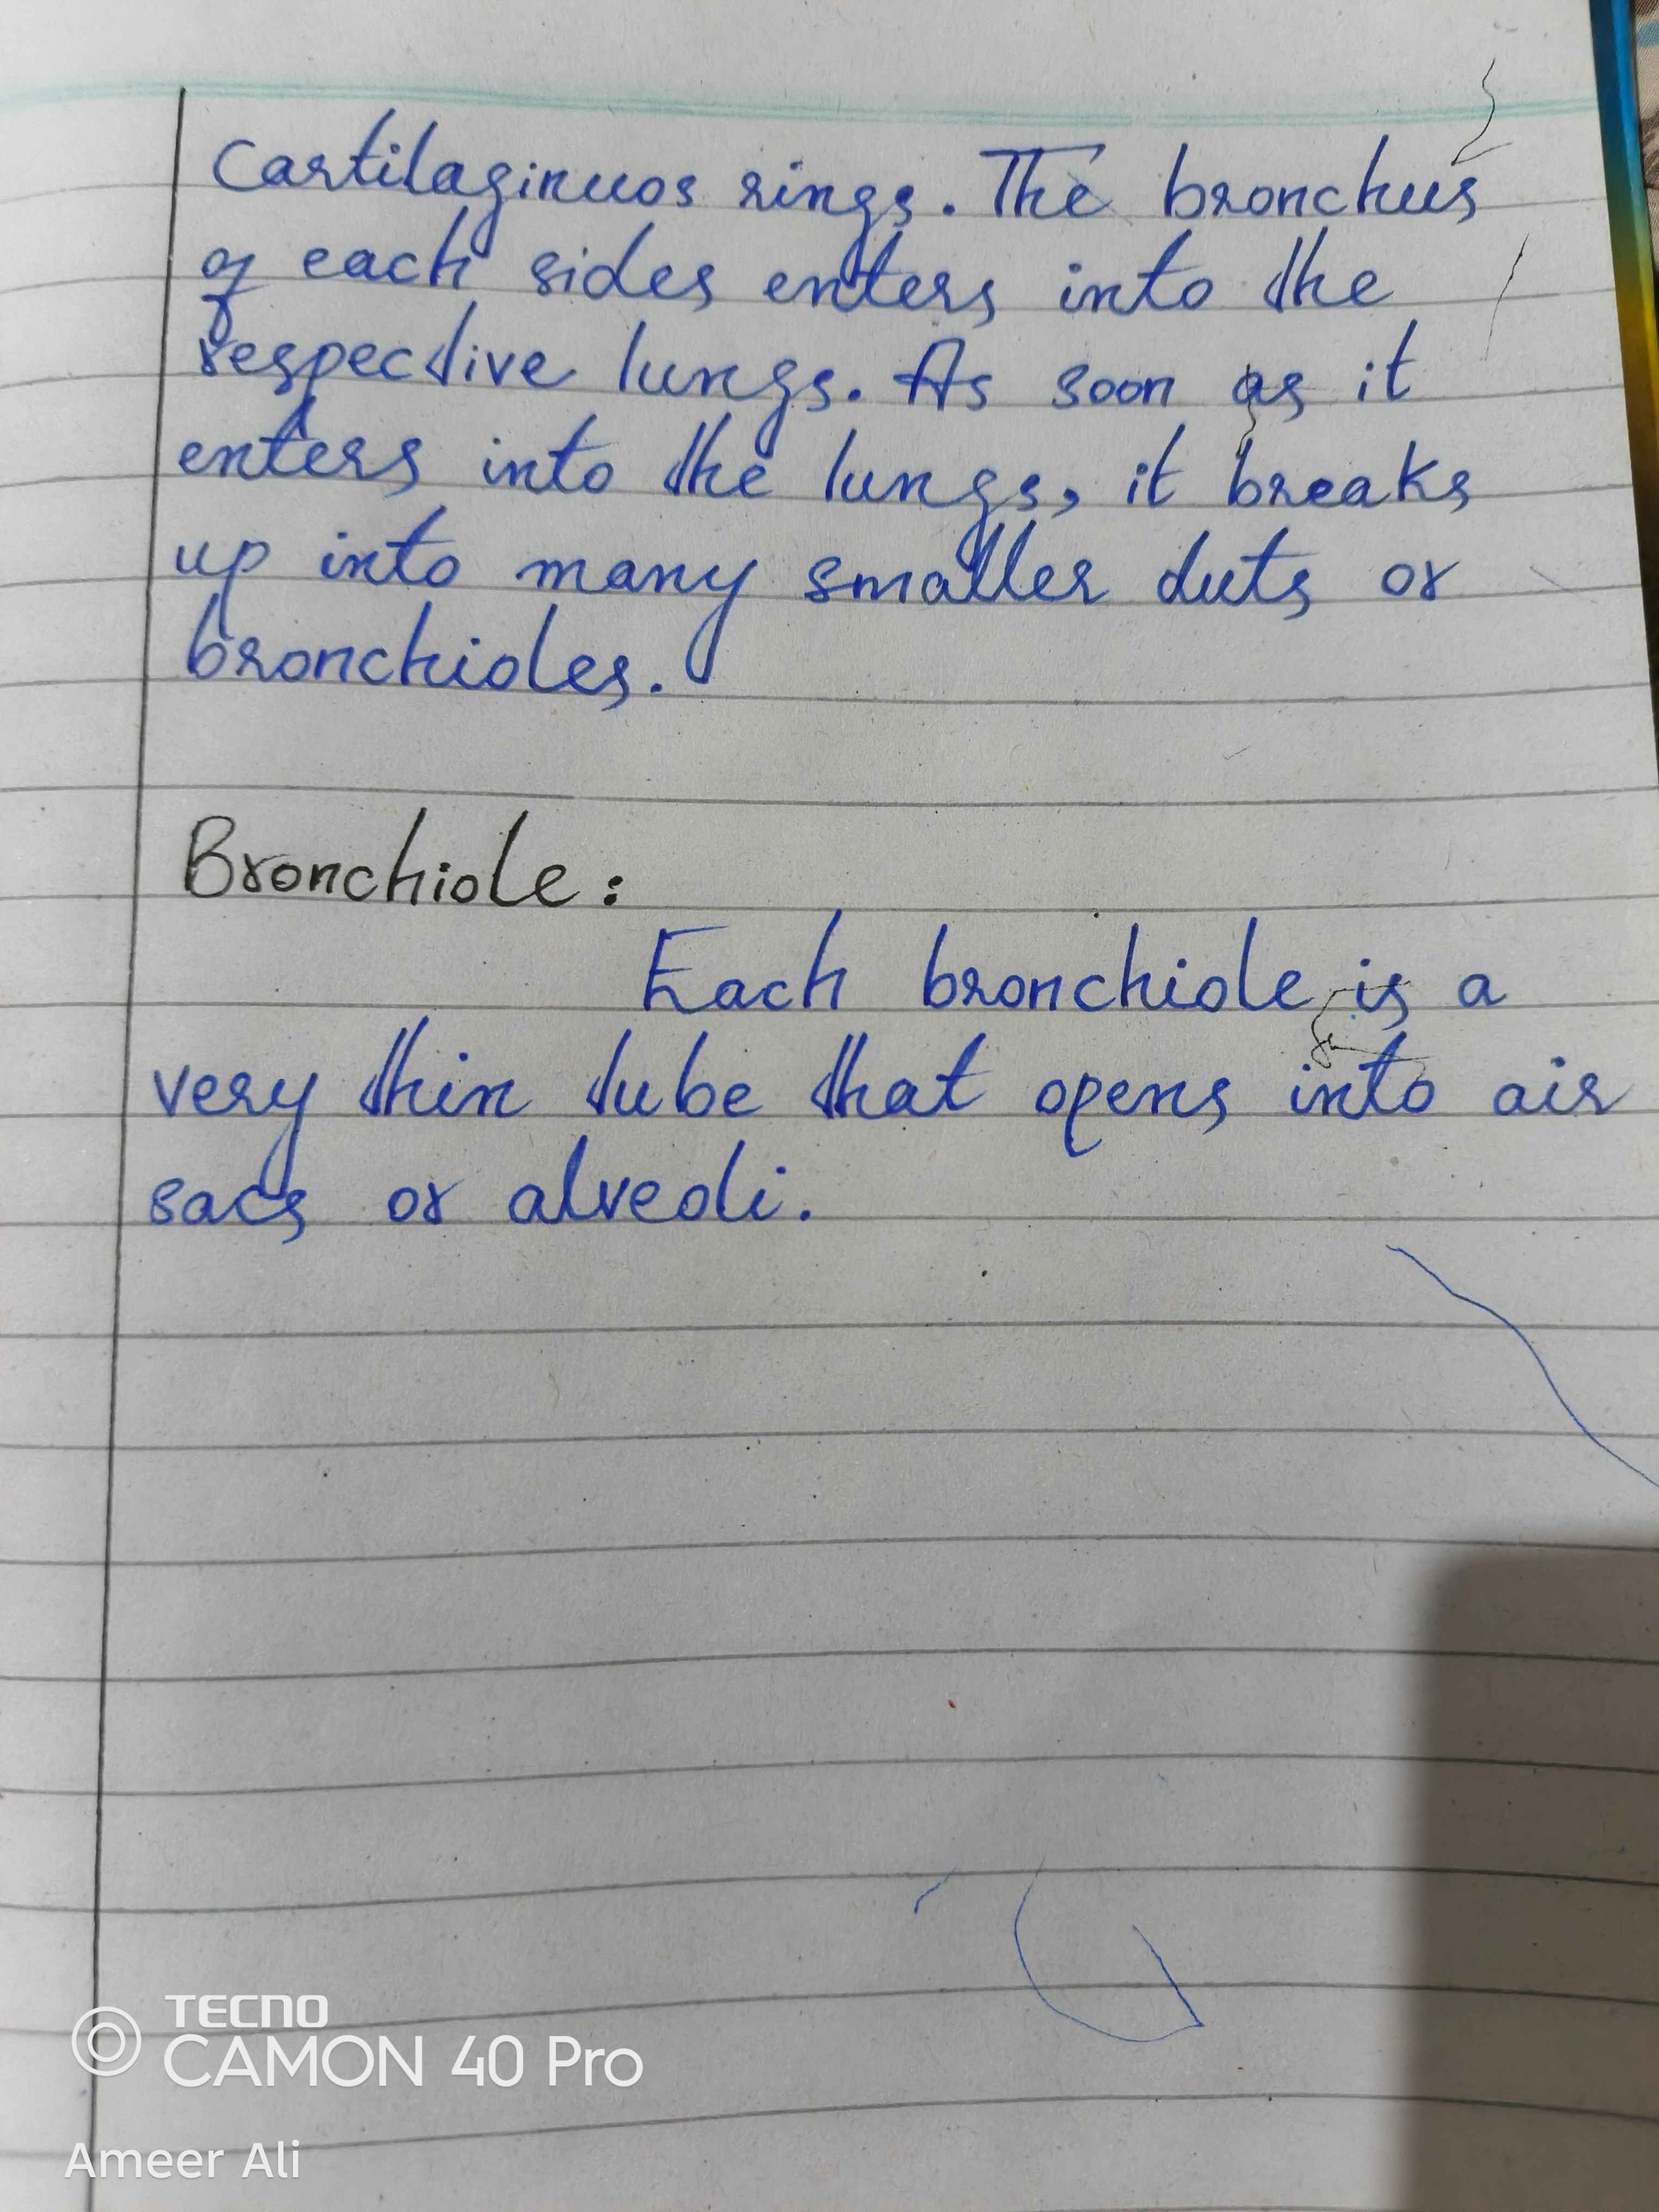 Cartilaginuos rings. The bronchus
of each sides enters into the
respective lungs. As soon as it
enters into the lungs, it breaks
up into many smaller duts or
bronchioles.
Bronchiole:
Each bronchiole is a
very thin tube that opens into air
sacs or alveoli.
TECNO
CAMON 40 Pro
Ameer Ali